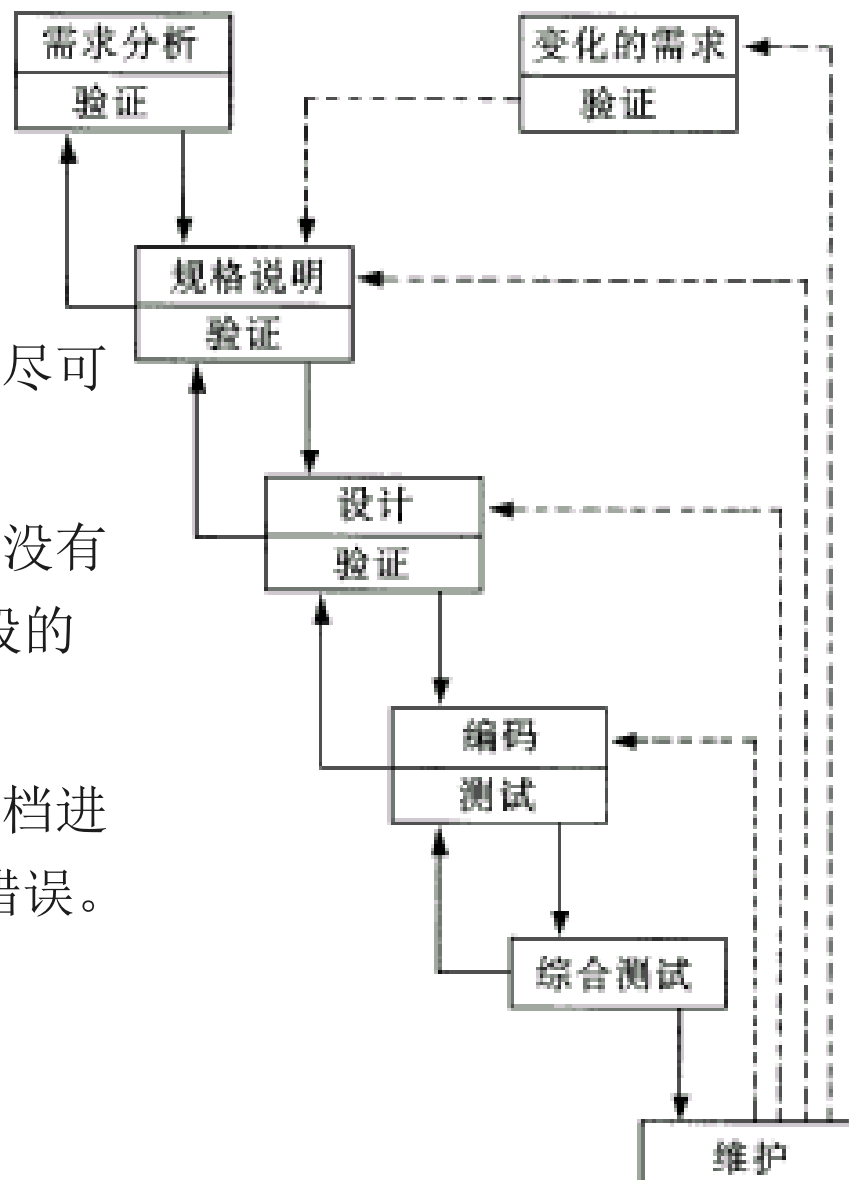 需求分析
验证
变化的需求
验证
规格说明
验证
尽可
设计
验证
没有
段的
编码
测试
档进
错误。
综合测试
维护